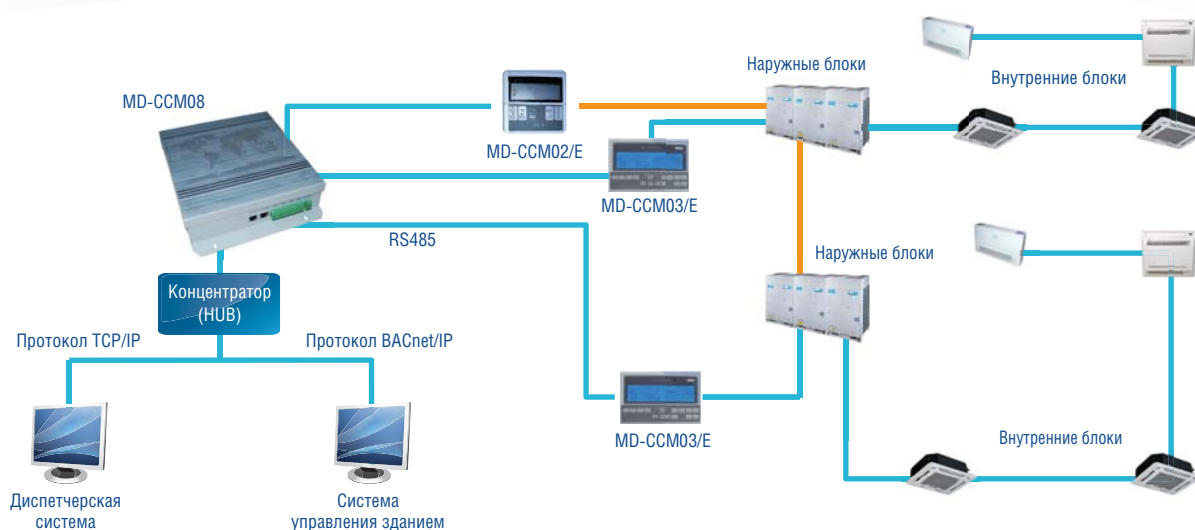 Наружные блоки
Внутренние блоки
MD-CCM08
MD-CCM02/E
MD-CCM03/E
RS485
Наружные блоки
Концентратор
(HUB)
Протокол TCP/IP
Протокол BACnet/IP
MD-CCM03/E
Внутренние блоки
Диспетчерская
система
Система
управления зданием